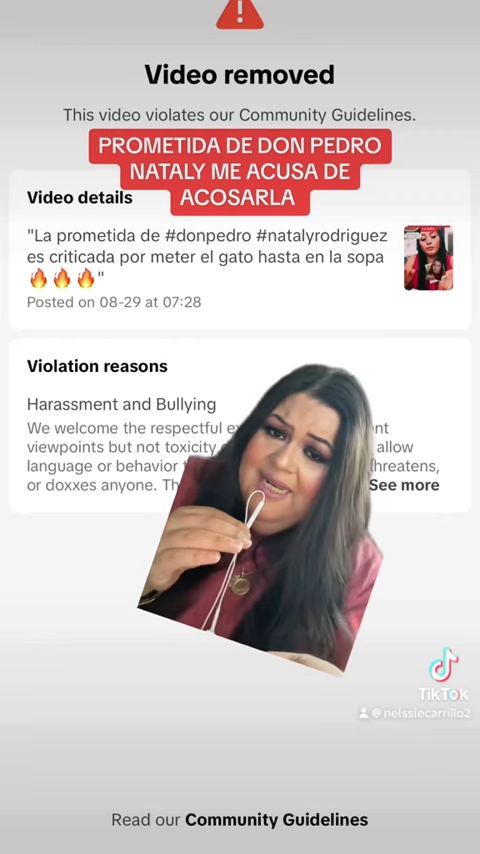 Video removed
This video violates our Community Guidelines.
PROMETIDA DE DON PEDRO
NATALY ME ACUSA DE
ACOSARLA
Video details
"La prometida de #donpedro #natalyrodriguez
es criticada por meter el gato hasta en la sopa
🔥🔥🔥"
Posted on 08-29 at 07:28
Violation reasons
Harassment and Bullying
We welcome the respectful
viewpoints but not toxicity allow
language or behavior threatens,
or doxxes anyone. See more
TikTok
@nelssiecarrillo2
Read our Community Guidelines